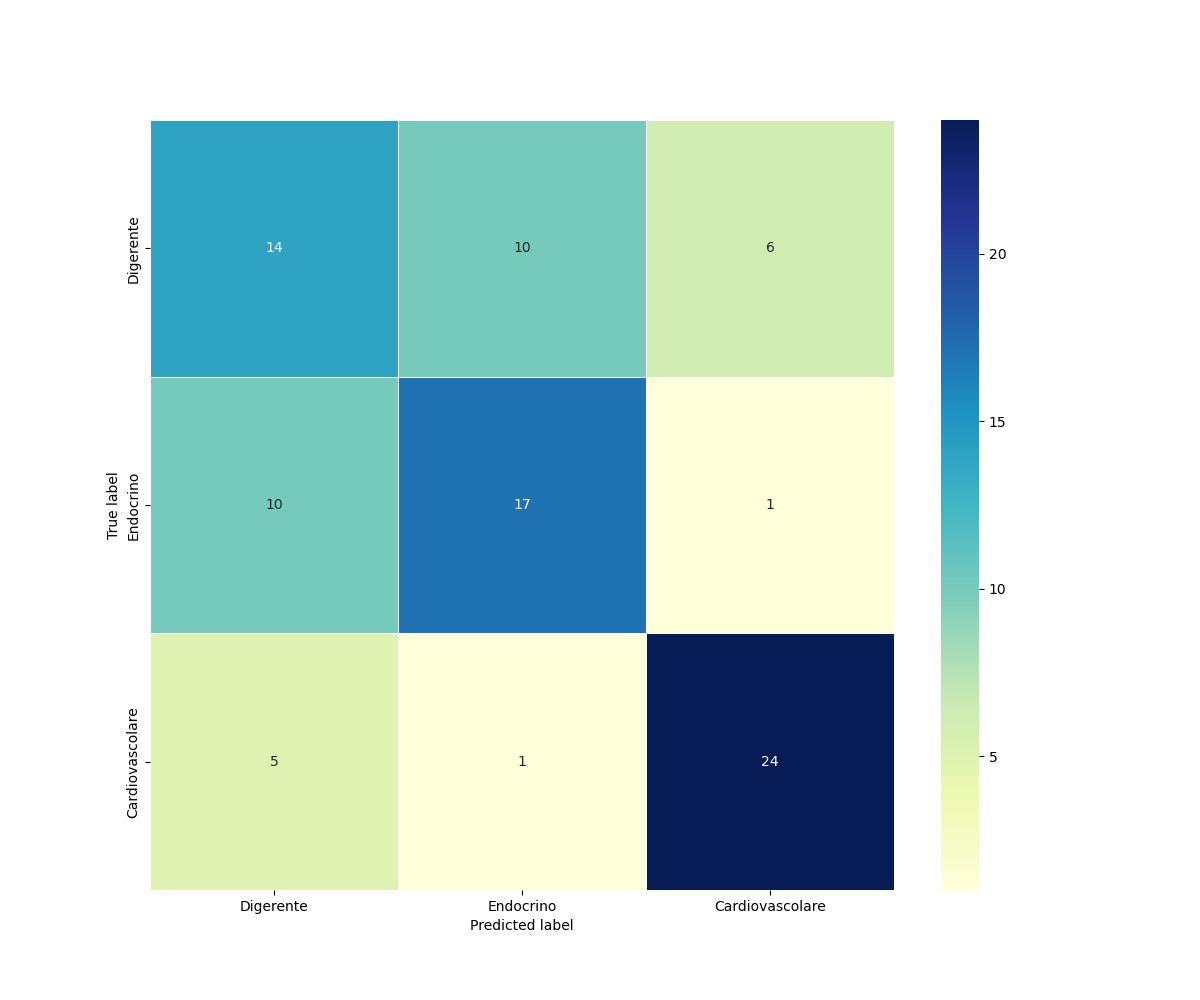 Digerente
14
10
6
20
15
True label
Endocrino
10
17
1
10
Cardiovascolare
5
1
24
5
Digerente
Endocrino
Cardiovascolare
Predicted label